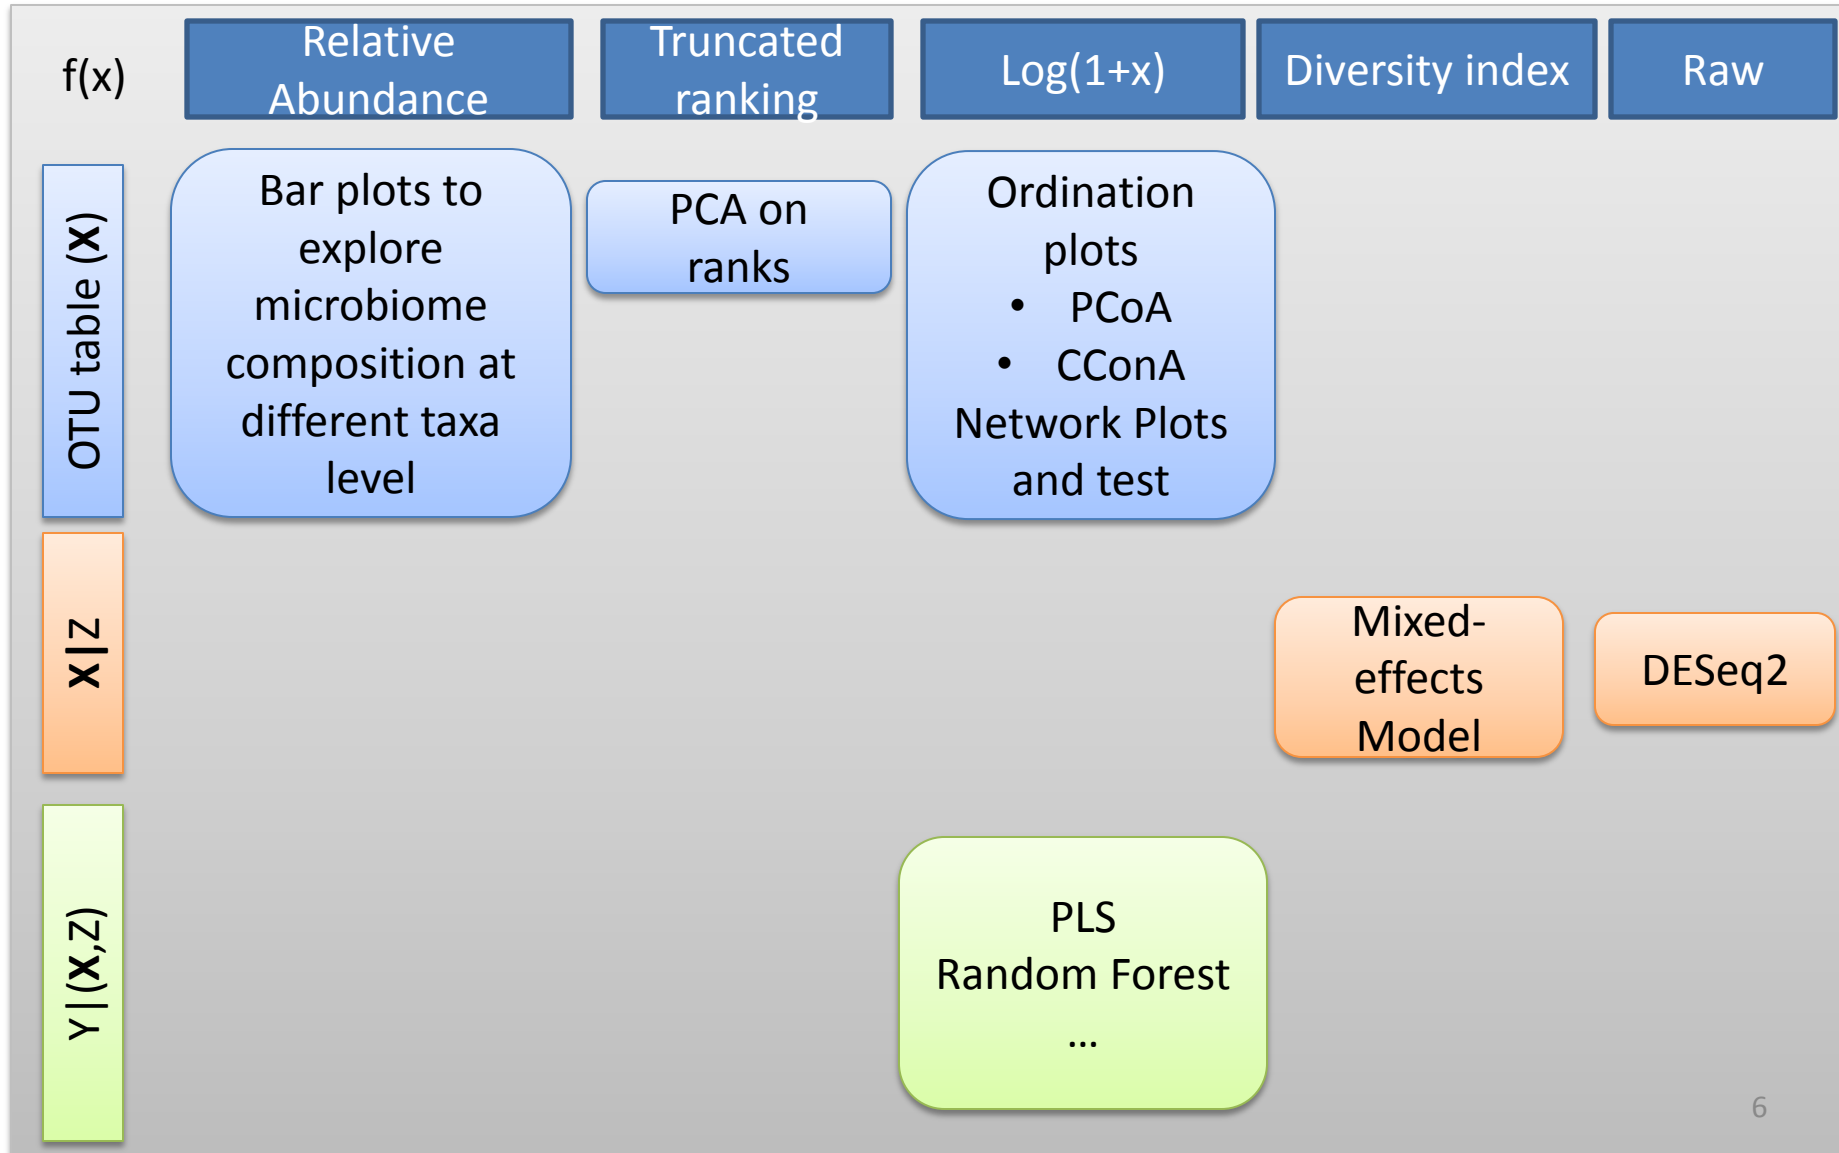 f(x)
Relative
Abundance
Truncated
ranking
Log(1+x)
Diversity index
Raw
OTU table (X)
Bar plots to
explore
microbiome
composition at
different taxa
level
PCA on
ranks
Ordination
plots
• PCoA
• CConA
Network Plots
and test
X|Z
Mixed-
effects
Model
DESeq2
Y|(X,Z)
PLS
Random Forest
...
6